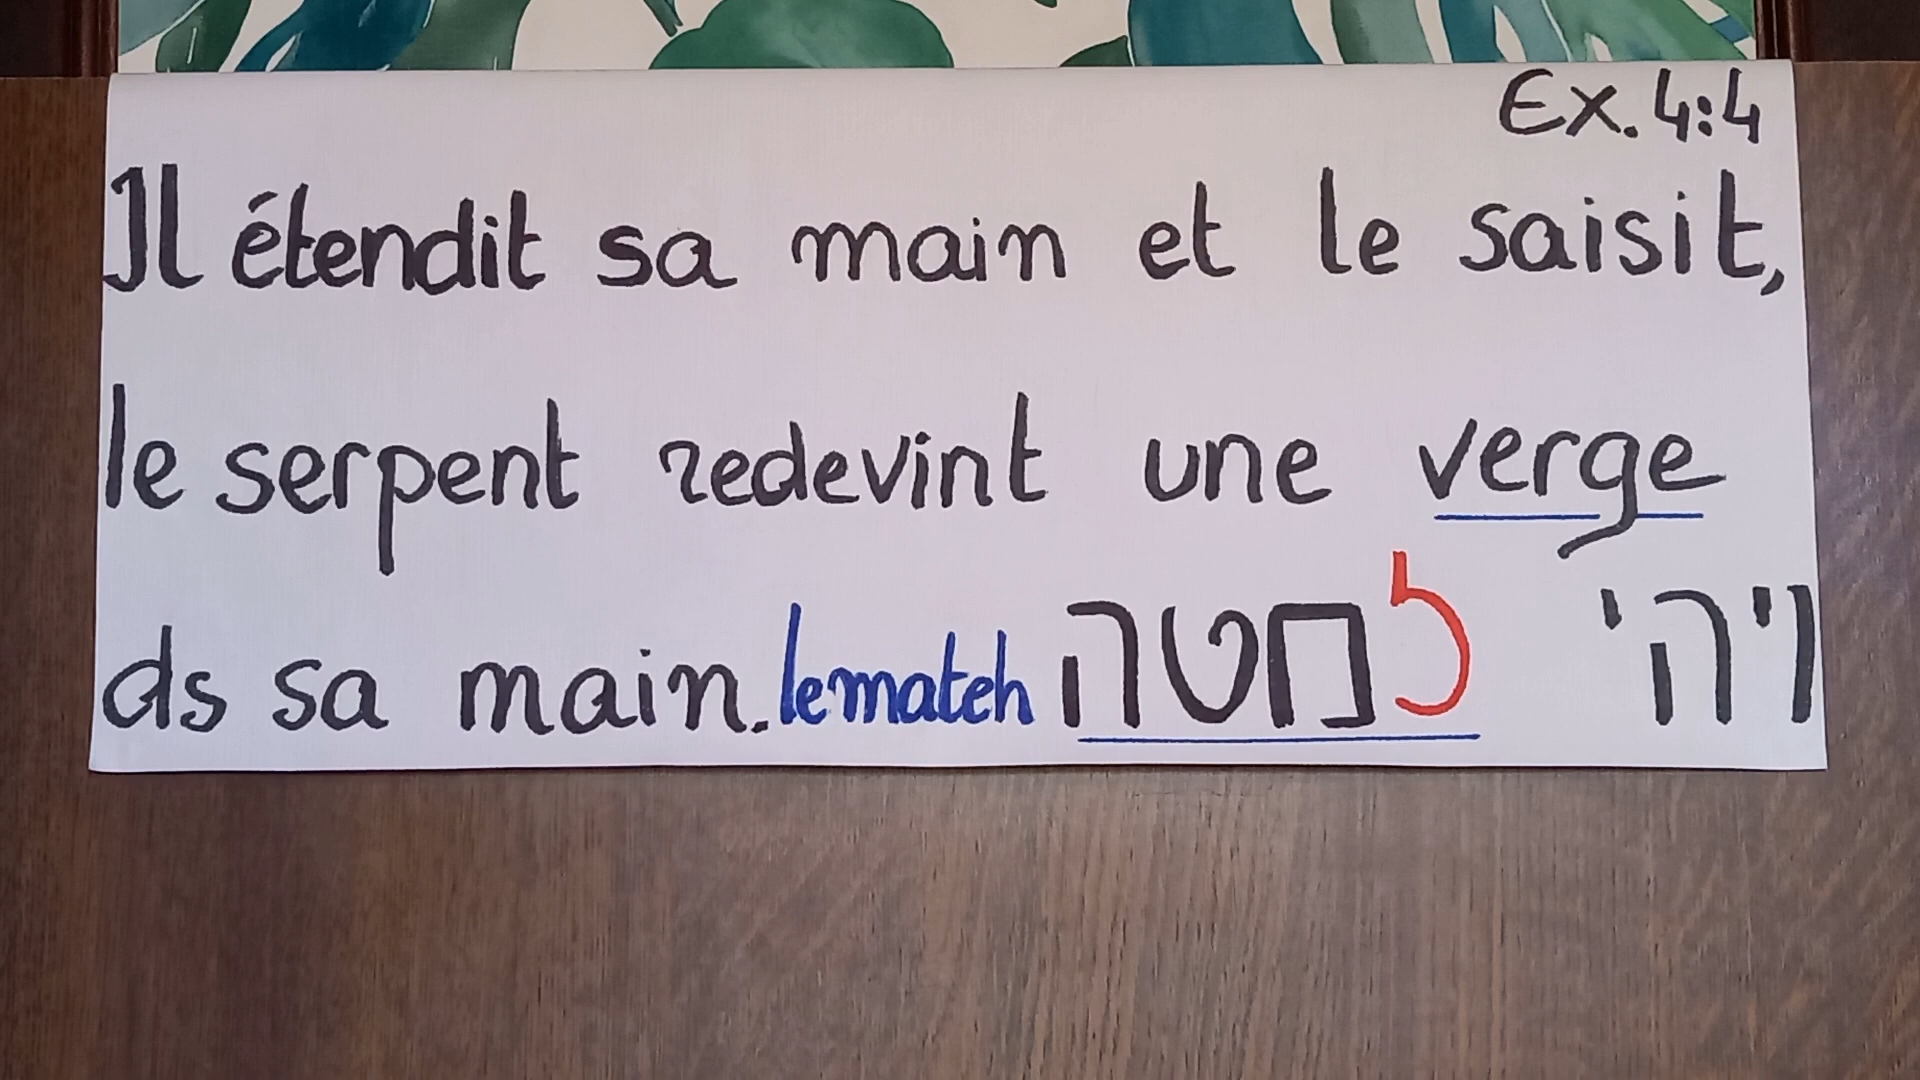 Ex. 4:4
Il étendit sa main et le saisit,
le serpent redevint une verge
ds sa main. lemateh ויהי למטה